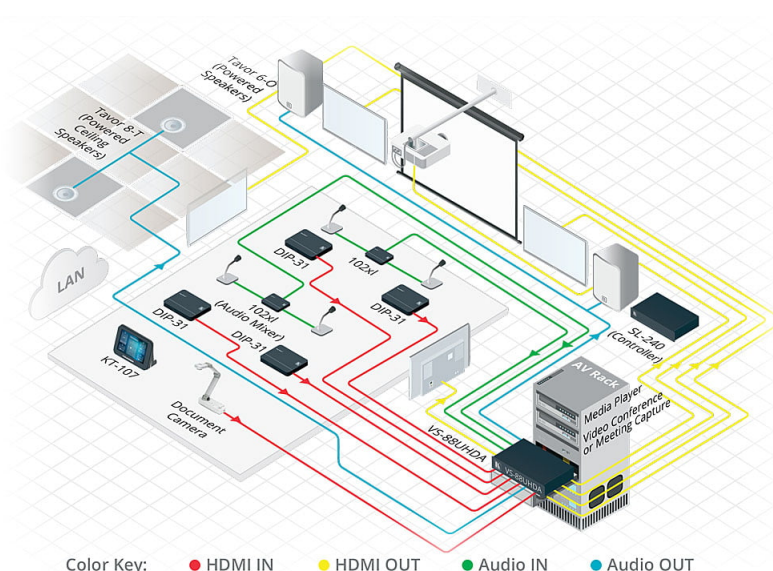 Tavor 6-O
(Powered
Speakers)
Tavor 8-T
(Powered
Ceiling
Speakers)
LAN
DIP-31
102xl
DIP-31
102xl
(Audio Mixer)
DIP-31
DIP-31
KT-107
Document
Camera
SL-240
(Controller)
AV Rack
Media Player
Video Conference
or Meeting Capture
VS-88UHDA
VS-88UHDA
Color Key:
HDMI IN
HDMI OUT
Audio IN
Audio OUT